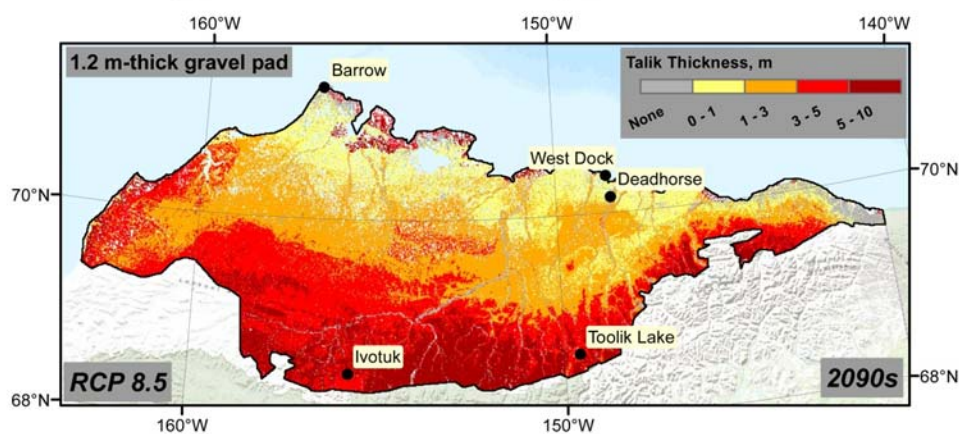 160°W
150°W
140°W
1.2 m-thick gravel pad
Talik Thickness, m
None
0 - 1
1 - 3
3 - 5
5 - 10
Barrow
West Dock
Deadhorse
70°N
70°N
Toolik Lake
Ivotuk
RCP 8.5
2090s
68°N
68°N
160°W
150°W